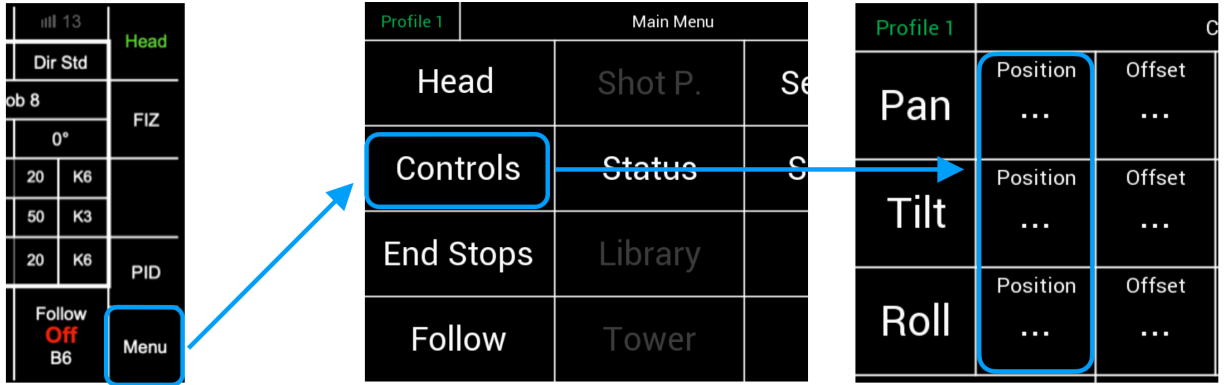 13
Head
Dir Std
ob 8
FIZ
0°
20 K6
50 K3
20 K6
PID
Follow
Off
B6
Menu
Profile 1 Main Menu
Head Shot P. Se
Controls Status S
End Stops Library
Follow Tower
Profile 1 C
Pan Position Offset
... ...
Tilt Position Offset
... ...
Roll Position Offset
... ...